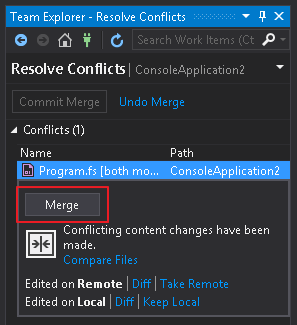 Team Explorer - Resolve Conflicts
Search Work Items (Ct
Resolve Conflicts | ConsoleApplication2
Commit Merge Undo Merge
Conflicts (1)
Name Path
Program.fs [both mo... ConsoleApplication2
Merge
Conflicting content changes have been
made.
Compare Files
Edited on Remote | Diff | Take Remote
Edited on Local | Diff | Keep Local